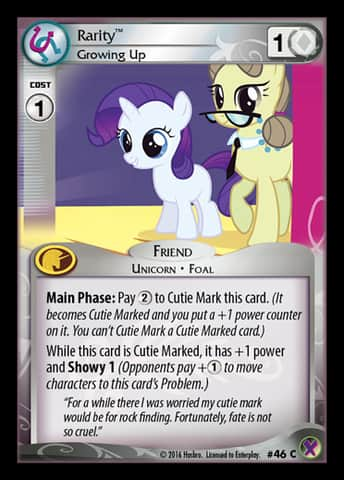 Rarity™
Growing Up
1
COST
1
FRIEND
UNICORN • FOAL
Main Phase: Pay 2 to Cutie Mark this card. (It
becomes Cutie Marked and you put a +1 power counter
on it. You can't Cutie Mark a Cutie Marked card.)
While this card is Cutie Marked, it has +1 power
and Showy 1 (Opponents pay +1 to move
characters to this card's Problem.)
"For a while there I was worried my cutie mark
would be for rock finding. Fortunately, fate is not
so cruel."
© 2016 Hasbro. Licensed to Enterplay. #46 C